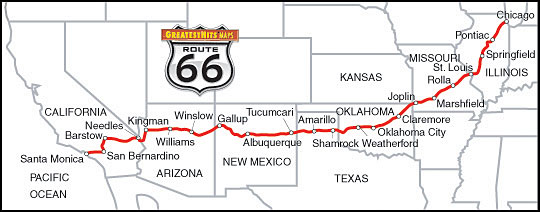 GREATESTHITS MAPS
ROUTE
66
Chicago
Pontiac
Springfield
MISSOURI
St. Louis
ILLINOIS
Rolla
KANSAS
Joplin
Marshfield
CALIFORNIA
Winslow
Tucumcari
Amarillo
OKLAHOMA
Claremore
Kingman
Gallup
Needles
Oklahoma City
Barstow
Williams
Albuquerque
Shamrock
Weatherford
Santa Monica
San Bernardino
NEW MEXICO
ARIZONA
TEXAS
PACIFIC
OCEAN